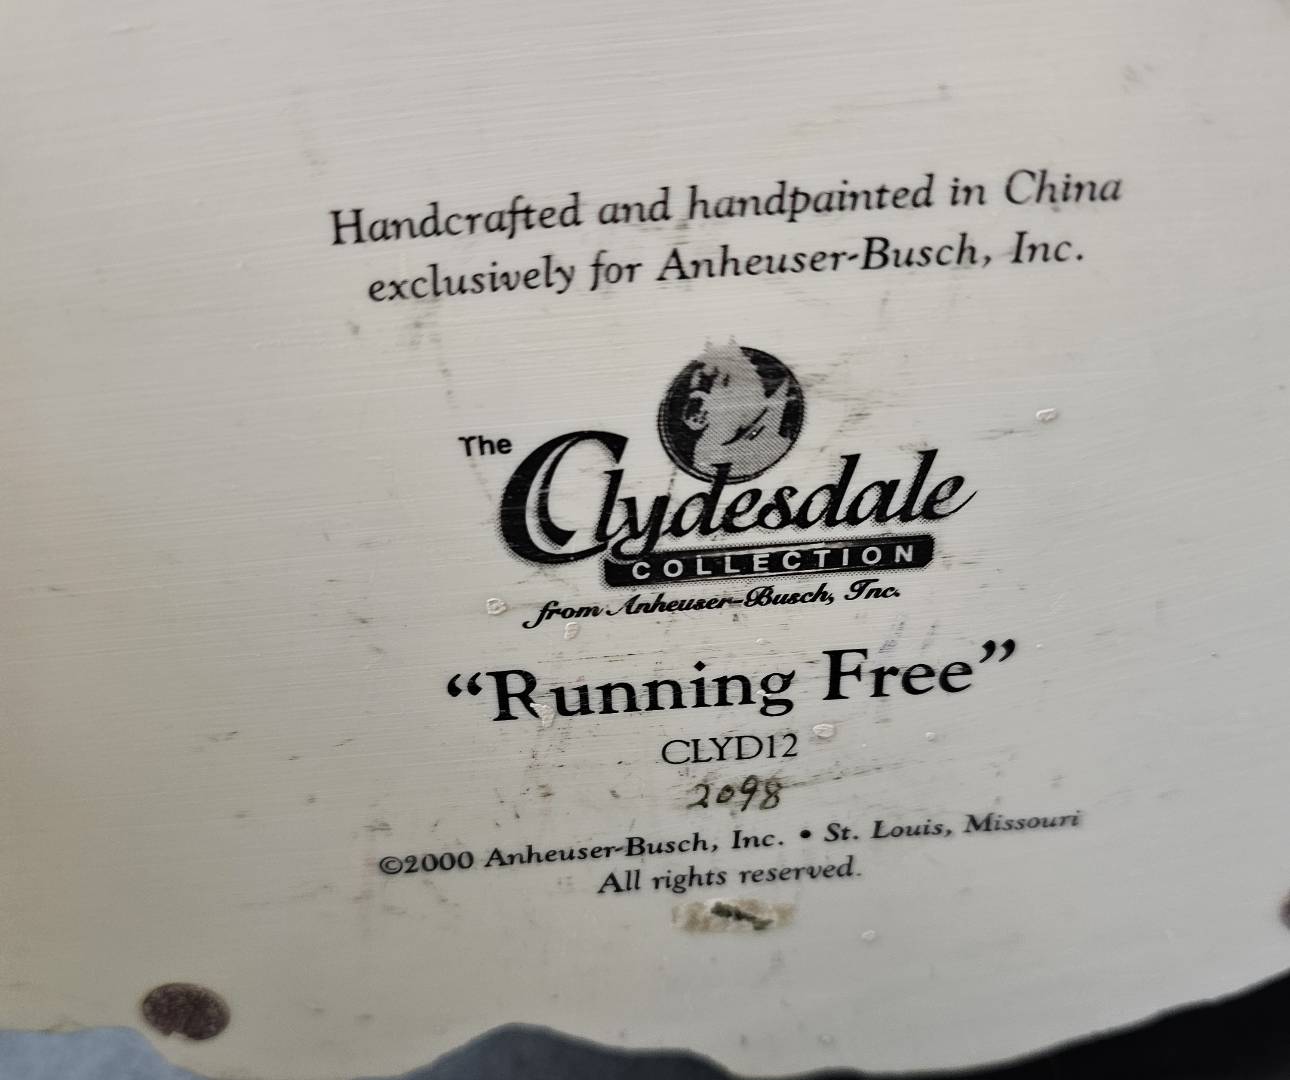 Handcrafted and handpainted in China
exclusively for Anheuser-Busch, Inc.
The Clydesdale
COLLECTION
from Anheuser-Busch, Inc.
“Running Free”
CLYD12
2098
©2000 Anheuser-Busch, Inc. • St. Louis, Missouri
All rights reserved.